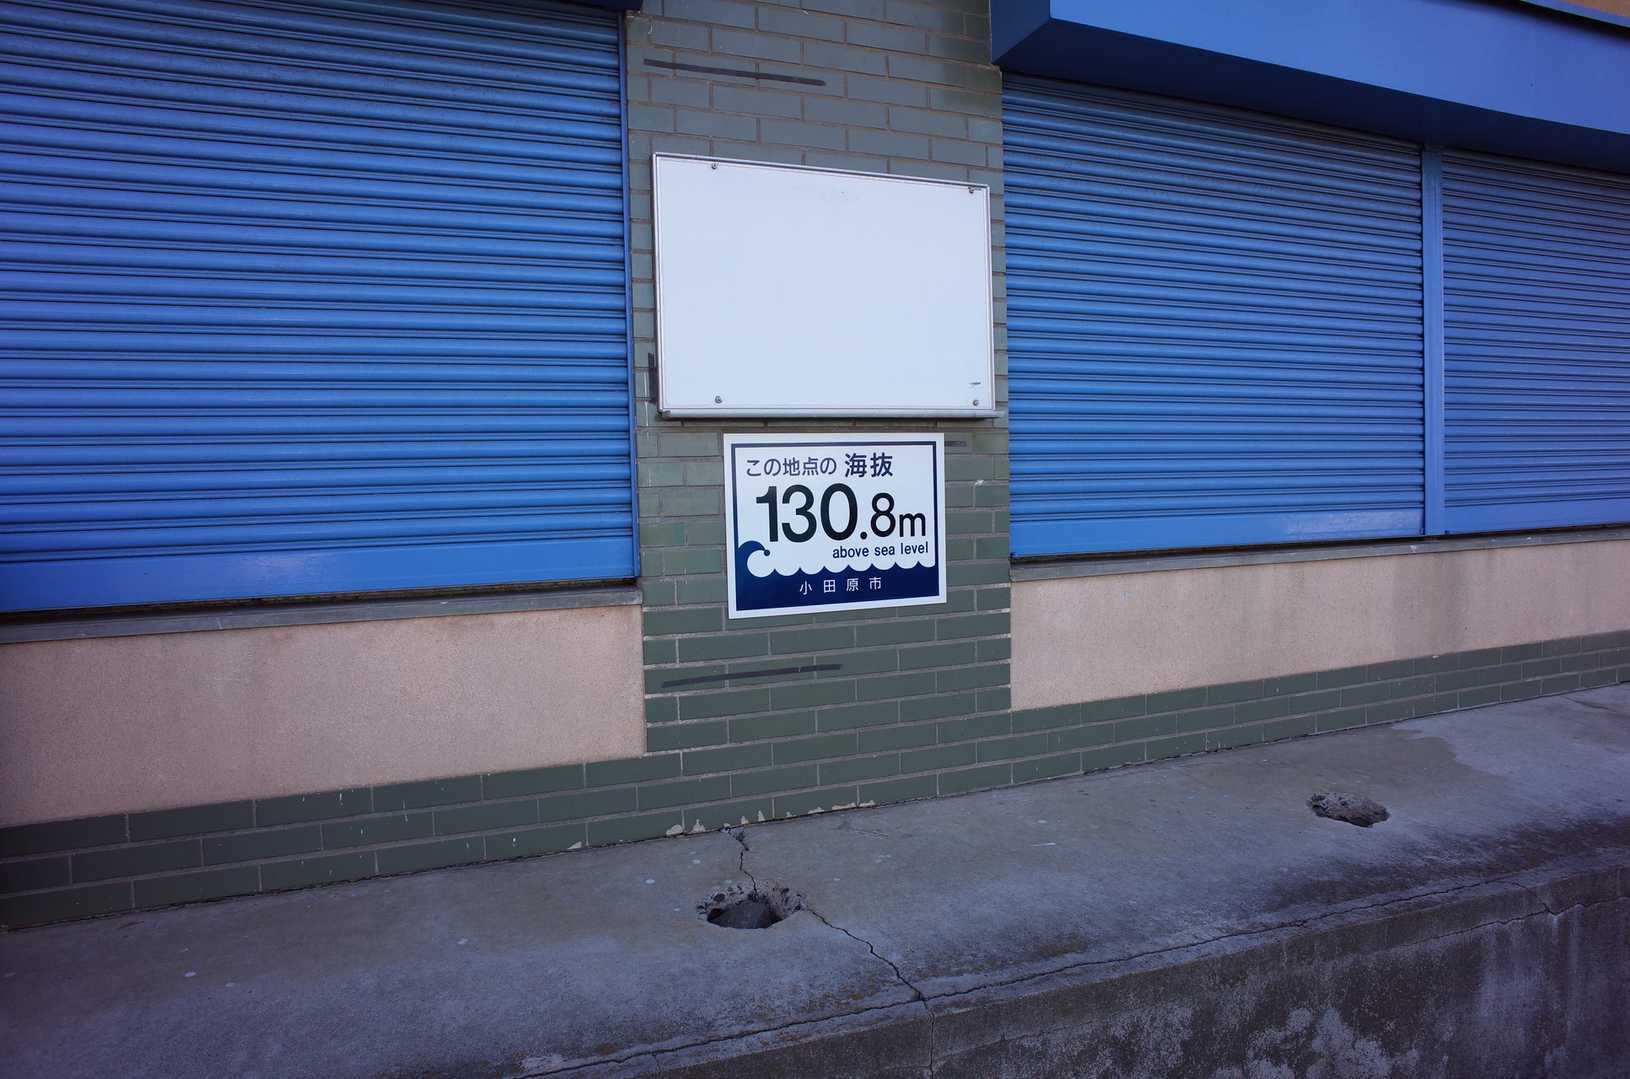 この地点の 海抜
130.8m
above sea level
小田原市